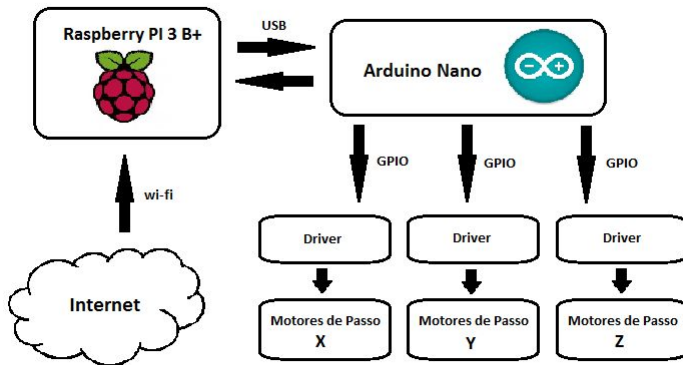 USB
Raspberry PI 3 B+
Arduino Nano
GPIO
GPIO
GPIO
wi-fi
Driver
Driver
Driver
Internet
Motores de Passo
X
Motores de Passo
Y
Motores de Passo
Z